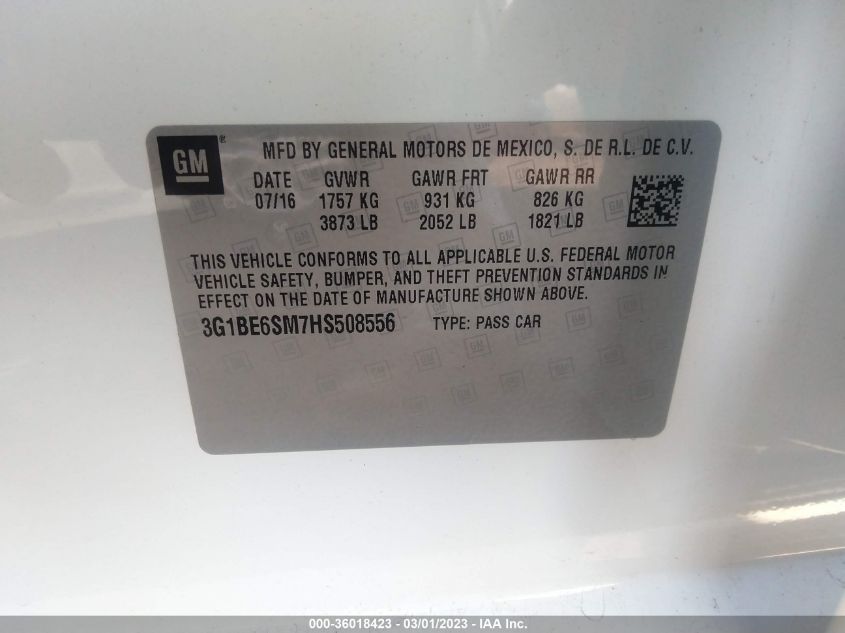 GM®
MFD BY GENERAL MOTORS DE MEXICO, S. DE R.L. DE C.V.
DATE GVWR GAWR FRT GAWR RR
07/16 1757 KG 931 KG 826 KG
3873 LB 2052 LB 1821 LB
THIS VEHICLE CONFORMS TO ALL APPLICABLE U.S. FEDERAL MOTOR
VEHICLE SAFETY, BUMPER, AND THEFT PREVENTION STANDARDS IN
EFFECT ON THE DATE OF MANUFACTURE SHOWN ABOVE.
3G1BE6SM7HS508556 TYPE: PASS CAR
000-36018423 - 03/01/2023 - IAA Inc.